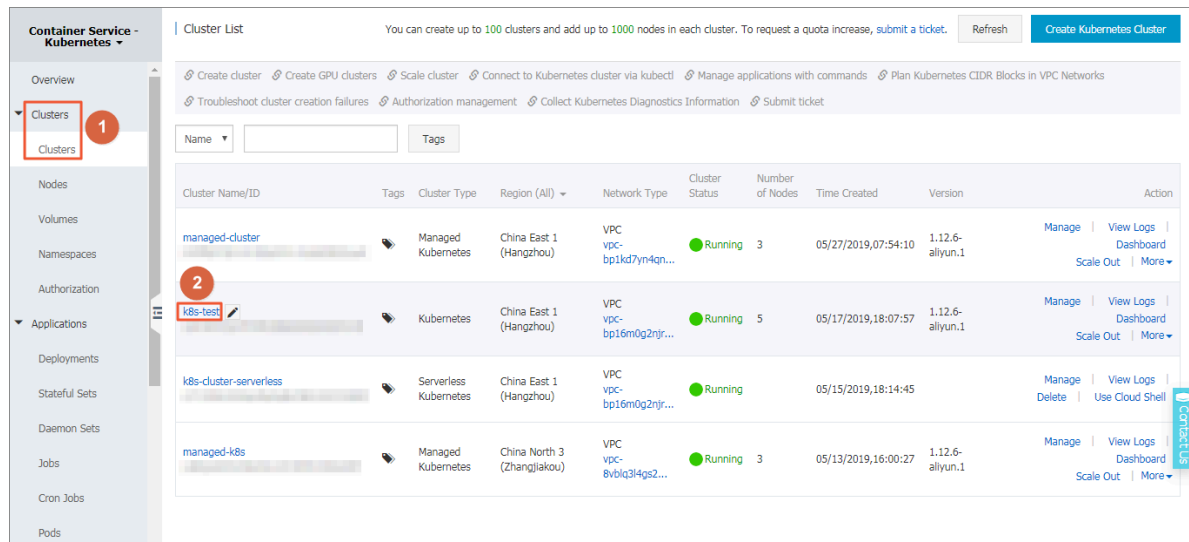 Container Service -
Kubernetes
Overview
Clusters
1
Clusters
Nodes
Volumes
Namespaces
Authorization
Applications
Deployments
Stateful Sets
Daemon Sets
Jobs
Cron Jobs
Pods
Cluster List
You can create up to 100 clusters and add up to 1000 nodes in each cluster. To request a quota increase, submit a ticket.
Refresh
Create Kubernetes Cluster
Create cluster Create GPU clusters Scale cluster Connect to Kubernetes cluster via kubectl Manage applications with commands Plan Kubernetes CIDR Blocks in VPC Networks
Troubleshoot cluster creation failures Authorization management Collect Kubernetes Diagnostics Information Submit ticket
Name Tags
Cluster Name/ID Tags Cluster Type Region (All) Network Type Cluster Status Number of Nodes Time Created Version Action
managed-cluster
Managed
Kubernetes
China East 1
(Hangzhou)
VPC
vpc-
bp1kd7yn4qn...
Running
3
05/27/2019,07:54:10
1.12.6-
aliyun.1
Manage | View Logs |
Dashboard
Scale Out | More
2
k8s-test
Kubernetes
China East 1
(Hangzhou)
VPC
vpc-
bp16m0g2njr...
Running
5
05/17/2019,18:07:57
1.12.6-
aliyun.1
Manage | View Logs |
Dashboard
Scale Out | More
k8s-cluster-serverless
Serverless
Kubernetes
China East 1
(Hangzhou)
VPC
vpc-
bp16m0g2njr...
Running
05/15/2019,18:14:45
Manage | View Logs |
Delete | Use Cloud Shell
managed-k8s
Managed
Kubernetes
China North 3
(Zhangjiakou)
VPC
vpc-
8vblq3l4gs2...
Running
3
05/13/2019,16:00:27
1.12.6-
aliyun.1
Manage | View Logs |
Dashboard
Scale Out | More
Contact Us